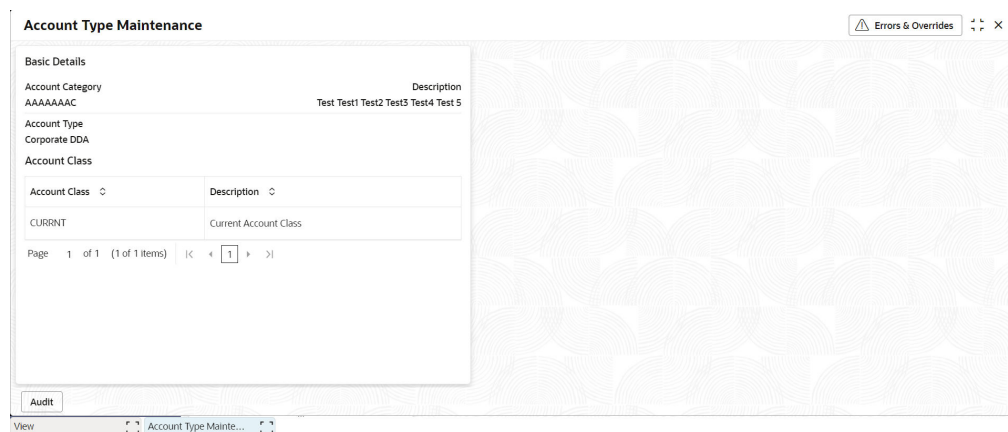 Account Type Maintenance
Errors & Overrides
Basic Details
Account Category Description
AAAAAAAC Test Test1 Test2 Test3 Test4 Test 5
Account Type
Corporate DDA
Account Class
Account Class Description
CURRNT Current Account Class
Page 1 of 1 (1 of 1 items) 1
Audit
View Account Type Mainte...